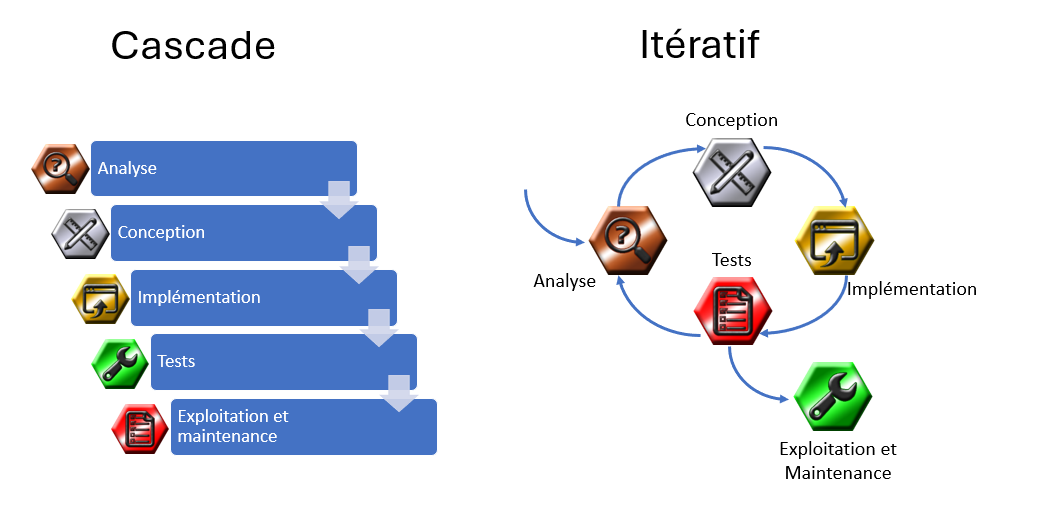 Cascade
Analyse
Conception
Implémentation
Tests
Exploitation et
maintenance
Itératif
Conception
Analyse
Tests
Implémentation
Exploitation et
Maintenance